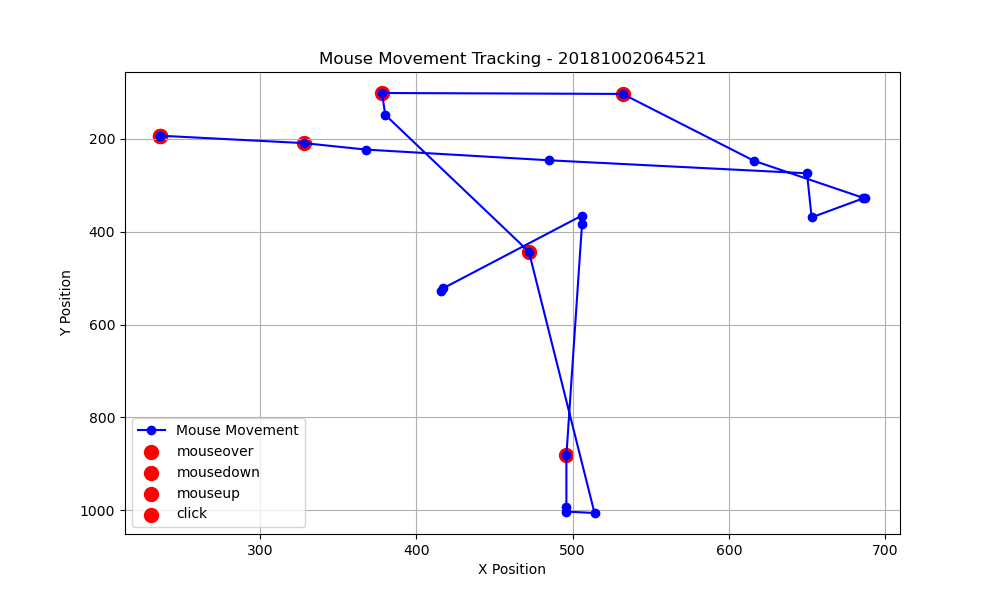 Mouse Movement Tracking - 20181002064521
Y Position
200
400
600
800
1000
Mouse Movement
mouseover
mousedown
mouseup
click
300
400
500
600
700
X Position